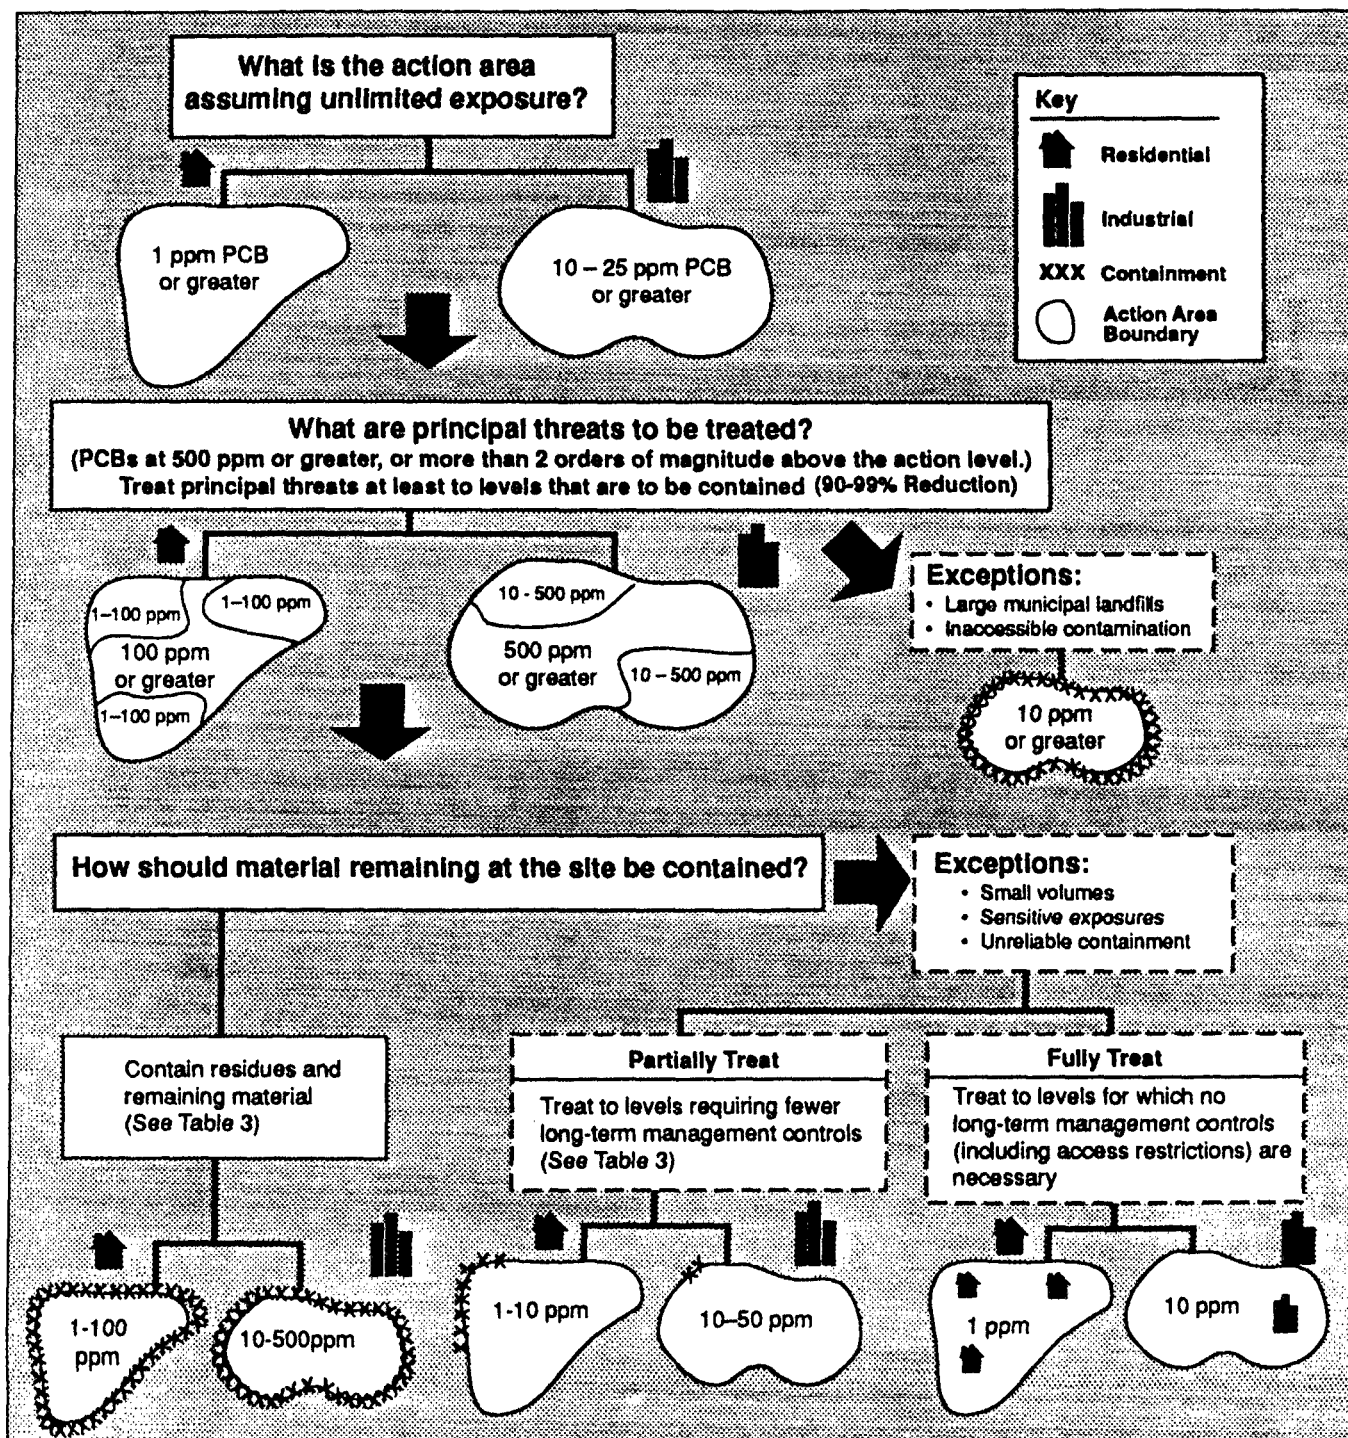 What is the action area
assuming unlimited exposure?
Key
Residential
Industrial
XXX Containment
Action Area
Boundary
1 ppm PCB
or greater
10 – 25 ppm PCB
or greater
What are principal threats to be treated?
(PCBs at 500 ppm or greater, or more than 2 orders of magnitude above the action level.)
Treat principal threats at least to levels that are to be contained (90-99% Reduction)
1–100 ppm
1–100 ppm
100 ppm
or greater
1–100 ppm
10 - 500 ppm
500 ppm
or greater
10 – 500 ppm
Exceptions:
• Large municipal landfills
• Inaccessible contamination
10 ppm
or greater
How should material remaining at the site be contained?
Exceptions:
• Small volumes
• Sensitive exposures
• Unreliable containment
Contain residues and
remaining material
(See Table 3)
Partially Treat
Treat to levels requiring fewer
long-term management controls
(See Table 3)
Fully Treat
Treat to levels for which no
long-term management controls
(including access restrictions) are
necessary
1-100
ppm
10-500ppm
1-10 ppm
10–50 ppm
1 ppm
10 ppm